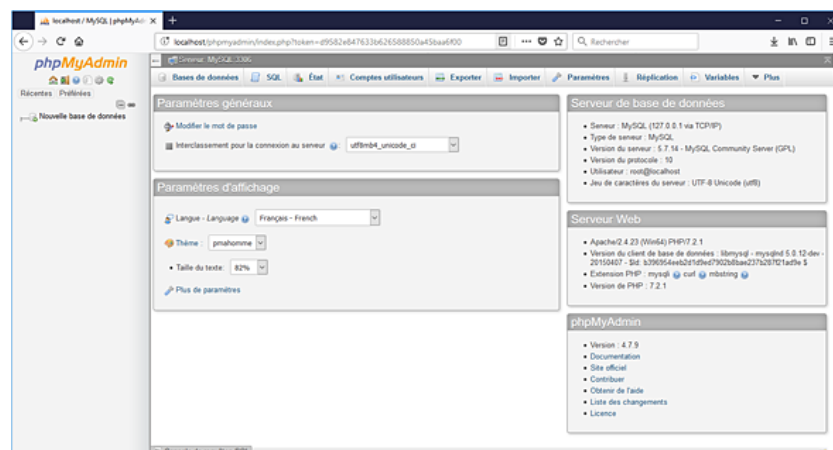 localhost / MySQL | phpMyAd
localhost/phpmyadmin/index.php?token=d9582e847633b626588850a45baa6f00
Rechercher
phpMyAdmin
Récentes Préférées
Nouvelle base de données
Serveur: MySQL:3306
Bases de données SQL État Comptes utilisateurs Exporter Importer Paramètres Réplication Variables Plus
Paramètres généraux
Modifier le mot de passe
Interclassement pour la connexion au serveur : utf8mb4_unicode_ci
Paramètres d'affichage
Langue - Language Français - French
Thème : pmahomme
Taille du texte: 82%
Plus de paramètres
Serveur de base de données
Serveur : MySQL (127.0.0.1 via TCP/IP)
Type de serveur : MySQL
Version du serveur : 5.7.14 - MySQL Community Server (GPL)
Version du protocole : 10
Utilisateur : root@localhost
Jeu de caractères du serveur : UTF-8 Unicode (utf8)
Serveur Web
Apache/2.4.23 (Win64) PHP/7.2.1
Version du client de base de données : libmysql - mysqlnd 5.0.12-dev -
20150407 - $Id: b396954eeb2d1d9ed7902b8bae237b287f21ad9e $
Extension PHP : mysqli curl mbstring
Version de PHP : 7.2.1
phpMyAdmin
Version : 4.7.9
Documentation
Site officiel
Contribuer
Obtenir de l'aide
Liste des changements
Licence